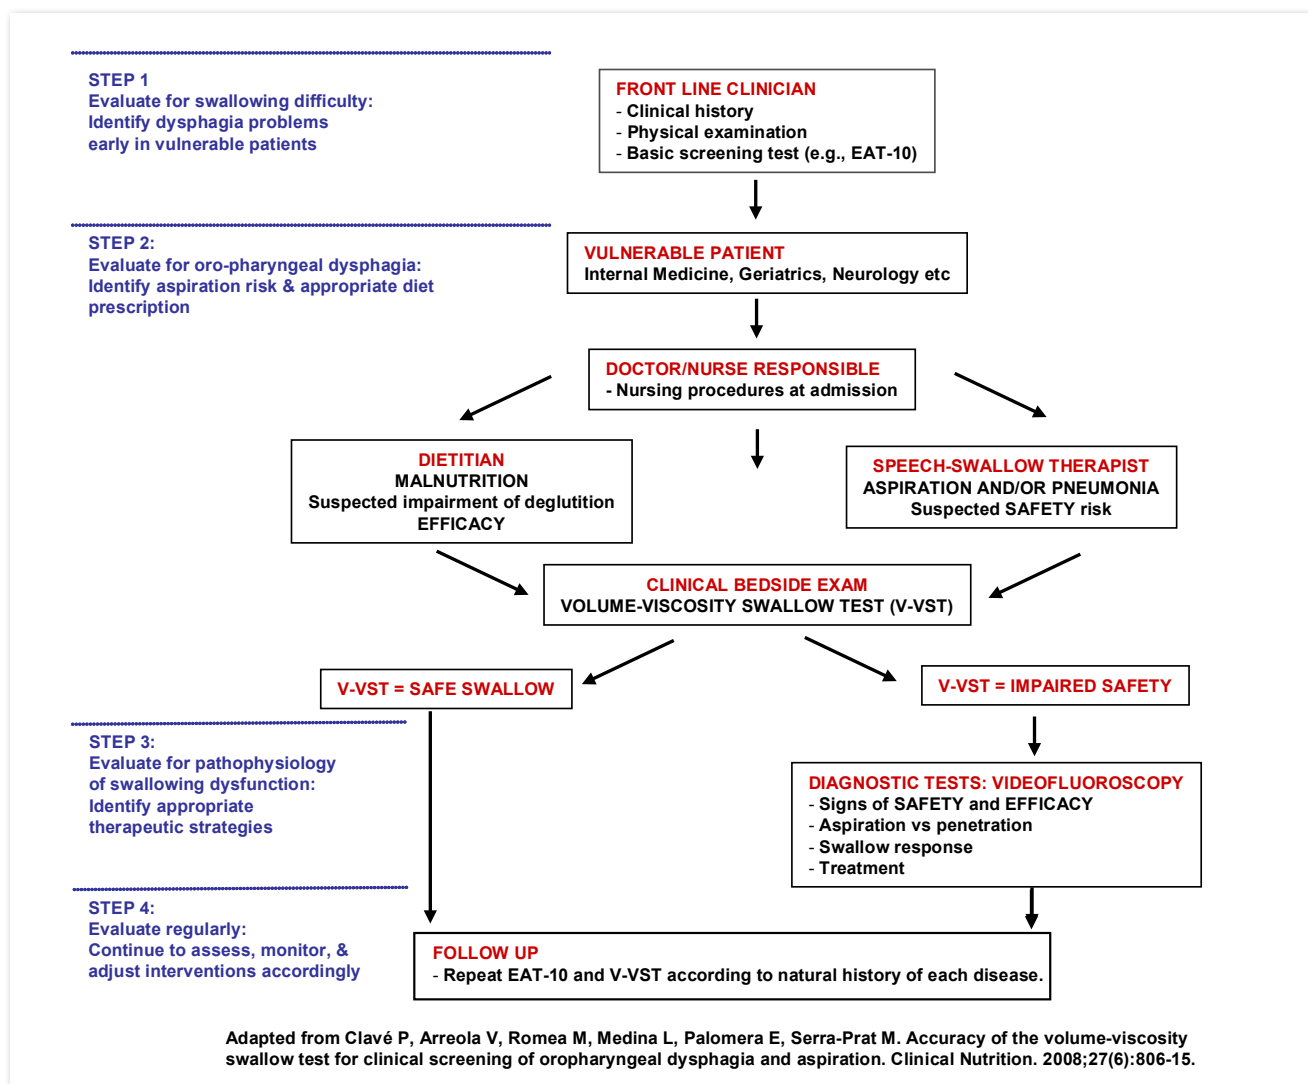 STEP 1
Evaluate for swallowing difficulty:
Identify dysphagia problems
early in vulnerable patients
FRONT LINE CLINICIAN
- Clinical history
- Physical examination
- Basic screening test (e.g., EAT-10)
STEP 2:
Evaluate for oro-pharyngeal dysphagia:
Identify aspiration risk & appropriate diet
prescription
VULNERABLE PATIENT
Internal Medicine, Geriatrics, Neurology etc
DOCTOR/NURSE RESPONSIBLE
- Nursing procedures at admission
DIETITIAN
MALNUTRITION
Suspected impairment of deglutition
EFFICACY
SPEECH-SWALLOW THERAPIST
ASPIRATION AND/OR PNEUMONIA
Suspected SAFETY risk
CLINICAL BEDSIDE EXAM
VOLUME-VISCOSITY SWALLOW TEST (V-VST)
V-VST = SAFE SWALLOW
V-VST = IMPAIRED SAFETY
STEP 3:
Evaluate for pathophysiology
of swallowing dysfunction:
Identify appropriate
therapeutic strategies
DIAGNOSTIC TESTS: VIDEOFLUOROSCOPY
- Signs of SAFETY and EFFICACY
- Aspiration vs penetration
- Swallow response
- Treatment
STEP 4:
Evaluate regularly:
Continue to assess, monitor, &
adjust interventions accordingly
FOLLOW UP
- Repeat EAT-10 and V-VST according to natural history of each disease.
Adapted from Clavé P, Arreola V, Romea M, Medina L, Palomera E, Serra-Prat M. Accuracy of the volume-viscosity
swallow test for clinical screening of oropharyngeal dysphagia and aspiration. Clinical Nutrition. 2008;27(6):806-15.